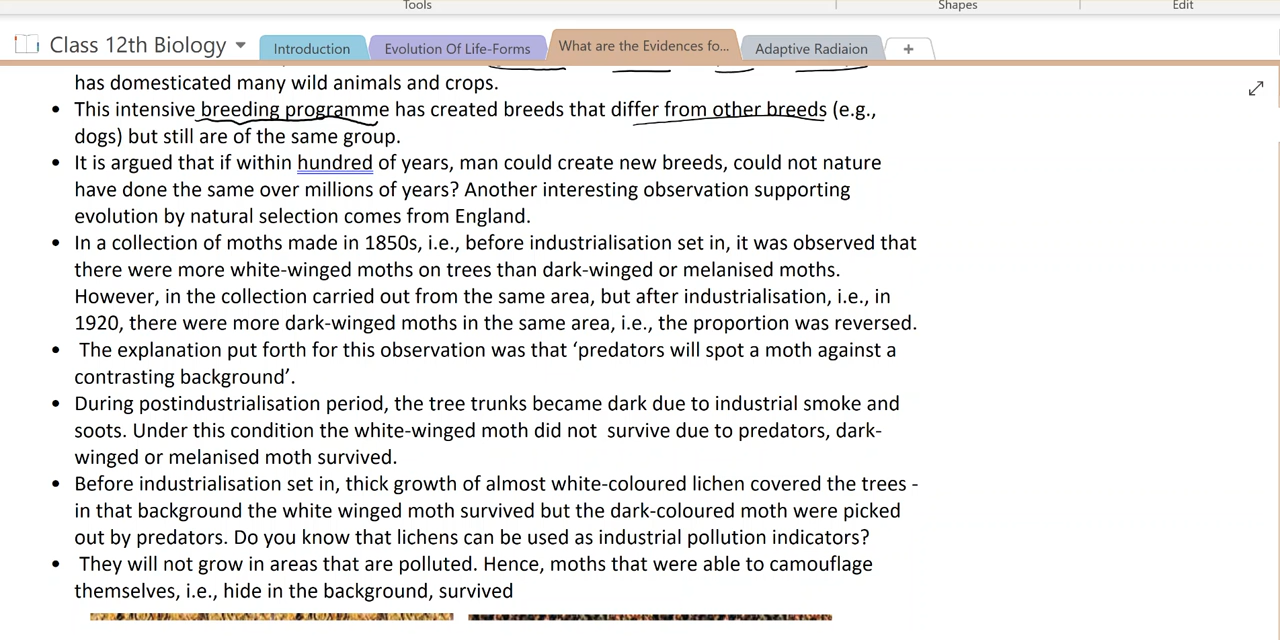 Tools Shapes Edit
Class 12th Biology Introduction Evolution Of Life-Forms What are the Evidences fo... Adaptive Radiaion +
has domesticated many wild animals and crops.
• This intensive breeding programme has created breeds that differ from other breeds (e.g.,
dogs) but still are of the same group.
• It is argued that if within hundred of years, man could create new breeds, could not nature
have done the same over millions of years? Another interesting observation supporting
evolution by natural selection comes from England.
• In a collection of moths made in 1850s, i.e., before industrialisation set in, it was observed that
there were more white-winged moths on trees than dark-winged or melanised moths.
However, in the collection carried out from the same area, but after industrialisation, i.e., in
1920, there were more dark-winged moths in the same area, i.e., the proportion was reversed.
• The explanation put forth for this observation was that ‘predators will spot a moth against a
contrasting background’.
• During postindustrialisation period, the tree trunks became dark due to industrial smoke and
soots. Under this condition the white-winged moth did not survive due to predators, dark-
winged or melanised moth survived.
• Before industrialisation set in, thick growth of almost white-coloured lichen covered the trees -
in that background the white winged moth survived but the dark-coloured moth were picked
out by predators. Do you know that lichens can be used as industrial pollution indicators?
• They will not grow in areas that are polluted. Hence, moths that were able to camouflage
themselves, i.e., hide in the background, survived